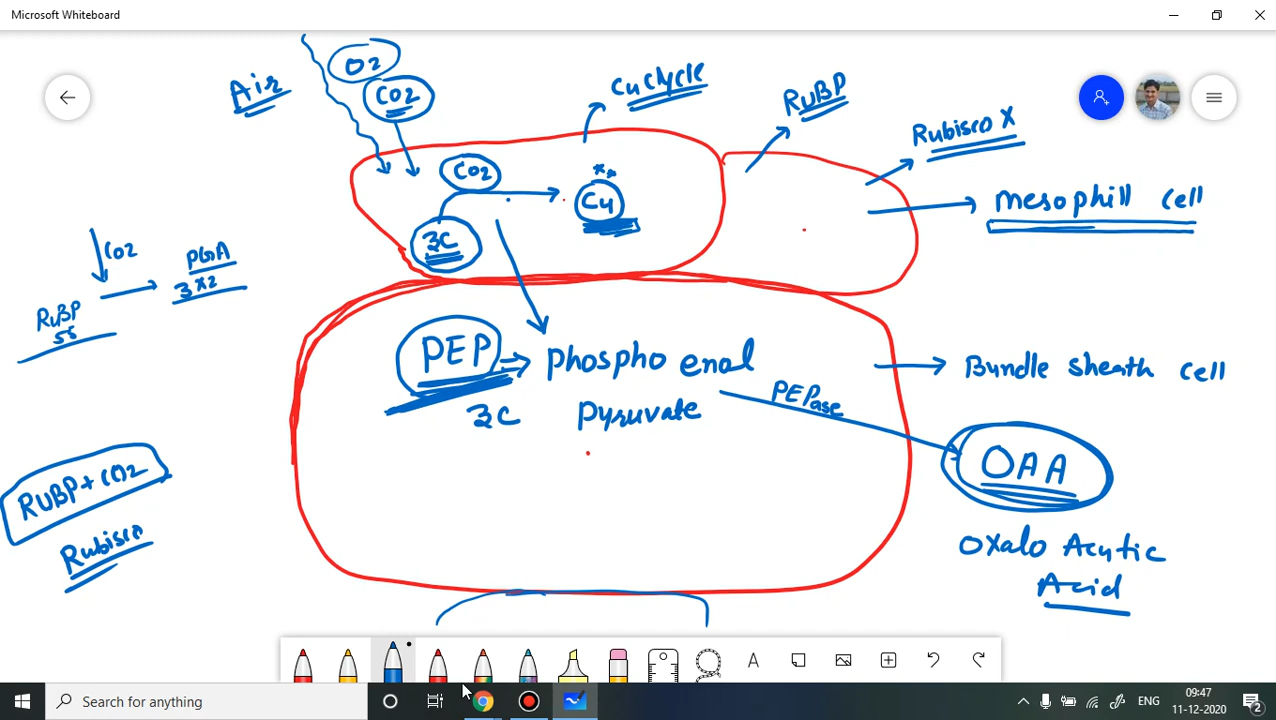 Microsoft Whiteboard
Air
O2
CO2
C4 Cycle
RuBP
Rubisco X
mesophill cell
CO2
3C
C4
CO2
RuBP
5C
PGA
3x2
PEP
phospho enol
3C
Pyruvate
PEPase
Bundle sheath cell
OAA
Oxalo Acytic
Acid
RUBP + CO2
Rubisco
A
Search for anything
ENG
09:47
11-12-2020
2